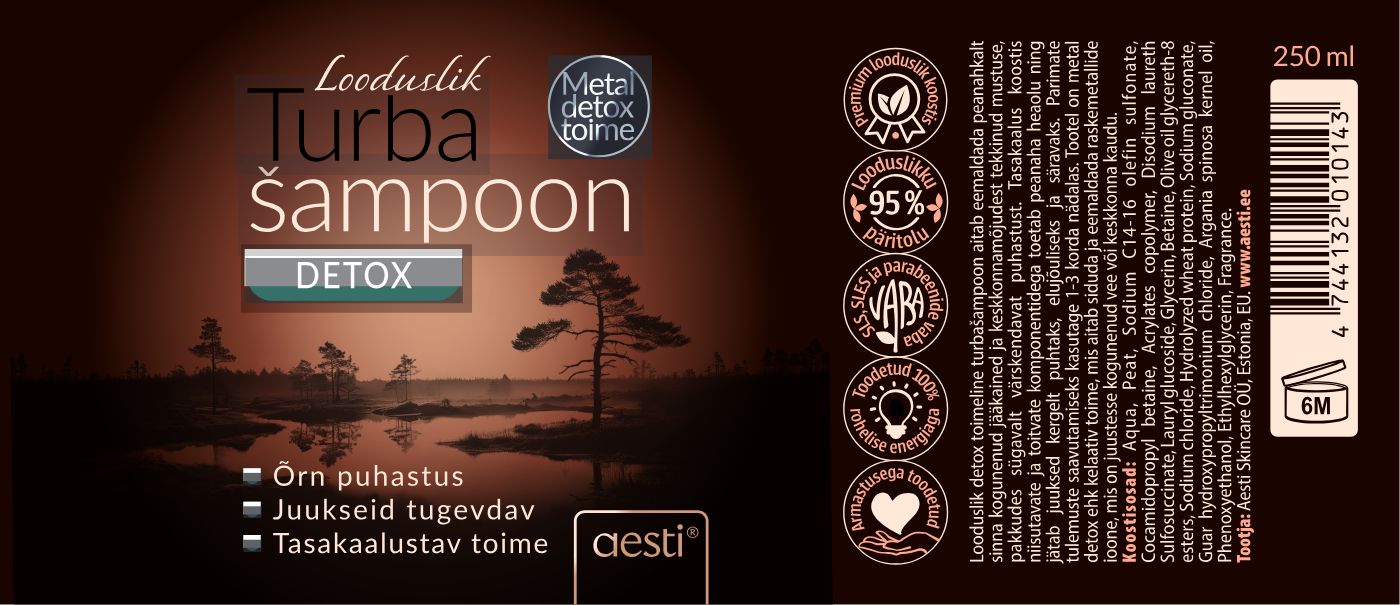 Looduslik
Turba
šampoon
Metal
detox
toime
DETOX
Õrn puhastus
Juukseid tugevdav
Tasakaalustav toime
aesti®
Premium looduslik koostis
Looduslikku
95%
päritolu
SLS, SLES ja parabeenide vaba
VABA
Toodetud 100%
rohelise energiaga
Armastusega toodetud
Looduslik detox toimeline turbašampoon aitab eemaldada peanahkalt
sinna kogunenud jääkained ja keskkonnamõjudest tekkinud mustuse,
pakkudes sügavalt värskendavat puhastust. Tasakaalus koostis
niisutavate ja toitvate komponentidega toetab peanaha heaolu ning
jätab juuksed kergelt puhtaks, elujõuliseks ja säravaks. Parimate
tulemuste saavutamiseks kasutage 1-3 korda nädalas. Tootel on metal
detox ehk kelaativ toime, mis aitab siduda ja eemaldada raskemetallide
ioone, mis on juustesse kogunenud vee või keskkonna kaudu.
Koostisosad: Aqua, Peat, Sodium C14-16 olefin sulfonate,
Cocamidopropyl betaine, Acrylates copolymer, Disodium laureth
Sulfosuccinate, Lauryl glucoside, Glycerin, Betaine, Olive oil glycereth-8
esters, Sodium chloride, Hydrolyzed wheat protein, Sodium gluconate,
Guar hydroxypropyltrimonium chloride, Argania spinosa kernel oil,
Phenoxyethanol, Ethylhexylglycerin, Fragrance.
Tootja: Aesti Skincare OÜ, Estonia, EU. www.aesti.ee
250 ml
4 744132 010143
6M